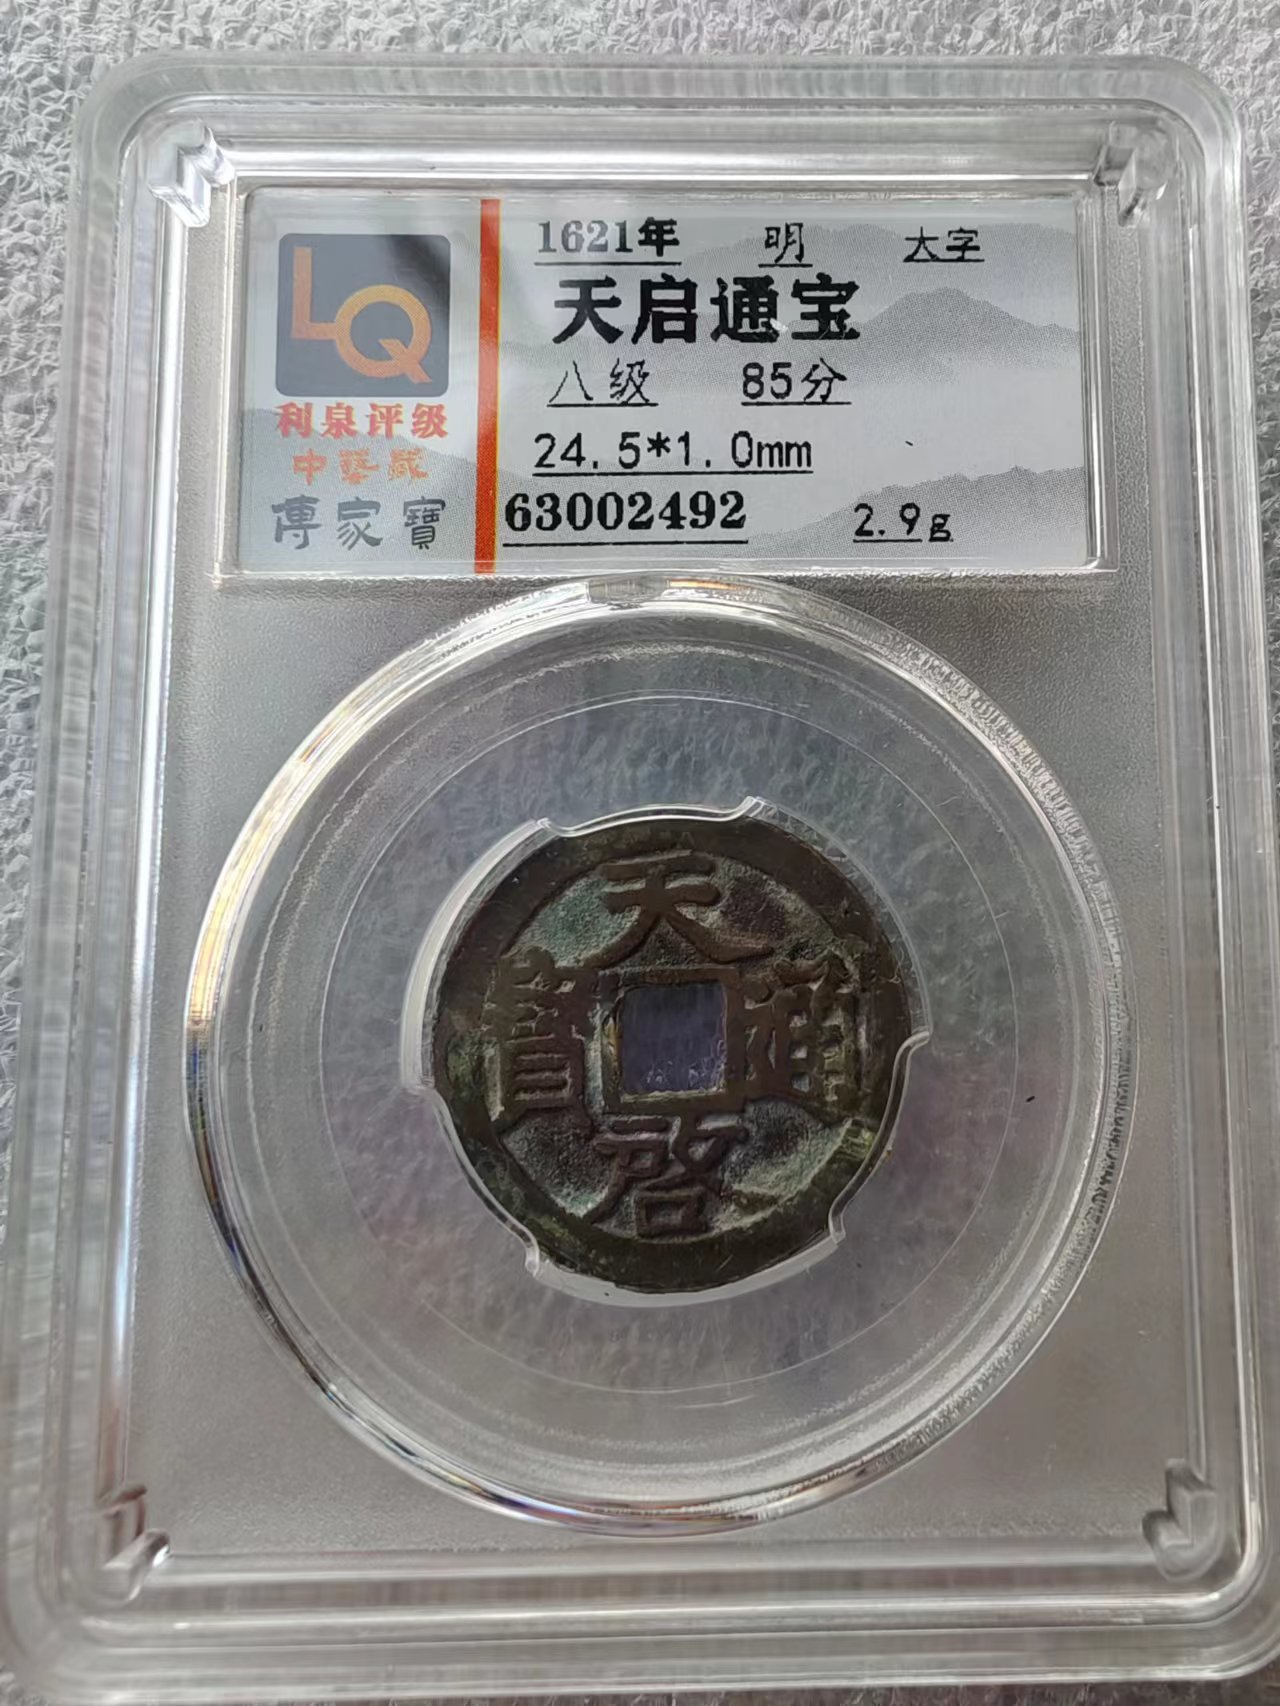 LQ
利泉评级
中藝藏
傳家寶
1621年 明 大字
天启通宝
八级 85分
24.5*1.0mm
63002492 2.9g
天
寶 通
啓